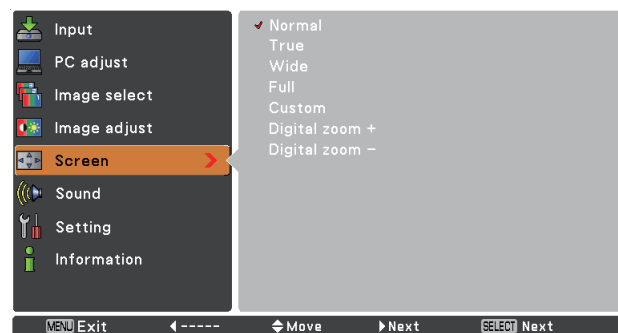 Input
PC adjust
Image select
Image adjust
Screen
Sound
Setting
Information
Normal
True
Wide
Full
Custom
Digital zoom +
Digital zoom –
MENU Exit ◀ ----- Move ▶ Next SELECT Next